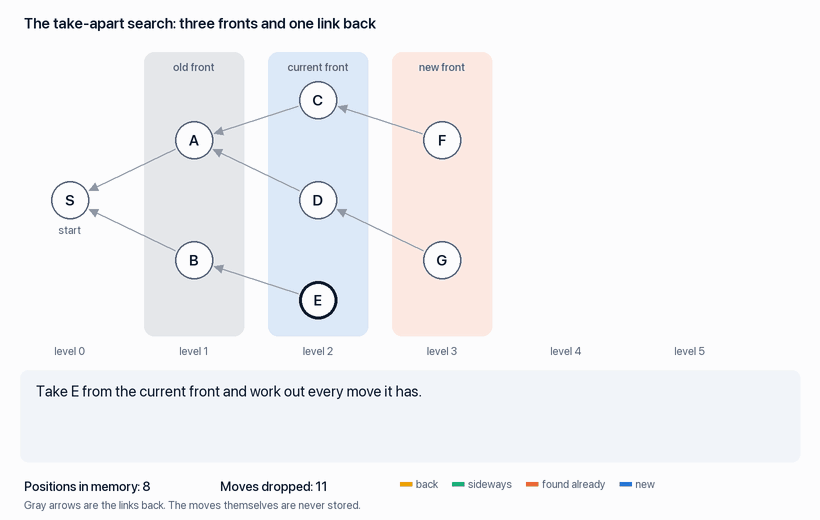 The take-apart search: three fronts and one link back
old front
current front
new front
C
A
F
S
D
start
B
G
E
level 0
level 1
level 2
level 3
level 4
level 5
Take E from the current front and work out every move it has.
Positions in memory: 8
Moves dropped: 11
back
sideways
found already
new
Gray arrows are the links back. The moves themselves are never stored.